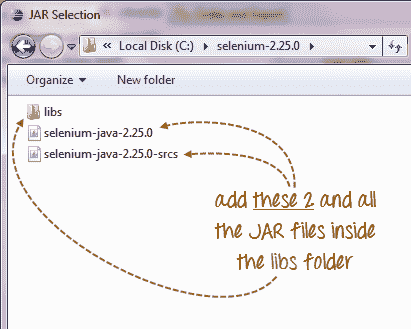 JAR Selection
Local Disk (C:) ▸ selenium-2.25.0 ▸
Organize ▾ New folder
libs
selenium-java-2.25.0
selenium-java-2.25.0-srcs
add these 2 and all
the JAR files inside
the libs folder